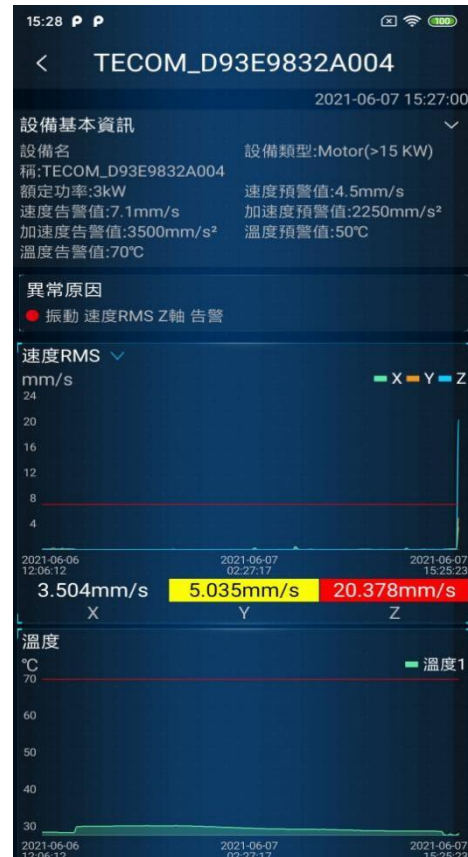 15:28
TECOM_D93E9832A004
2021-06-07 15:27:00
設備基本資訊
設備名稱:TECOM_D93E9832A004
設備類型:Motor(>15 KW)
額定功率:3kW
速度預警值:4.5mm/s
速度告警值:7.1mm/s
加速度預警值:2250mm/s²
加速度告警值:3500mm/s²
溫度預警值:50℃
溫度告警值:70℃
異常原因
振動 速度RMS Z軸 告警
速度RMS
mm/s
X Y Z
24
20
16
12
8
4
2021-06-06 12:06:12
2021-06-07 02:27:17
2021-06-07 15:25:23
3.504mm/s 5.035mm/s 20.378mm/s
X Y Z
溫度
℃
溫度1
70
60
50
40
30
2021-06-06
2021-06-07
2021-06-07